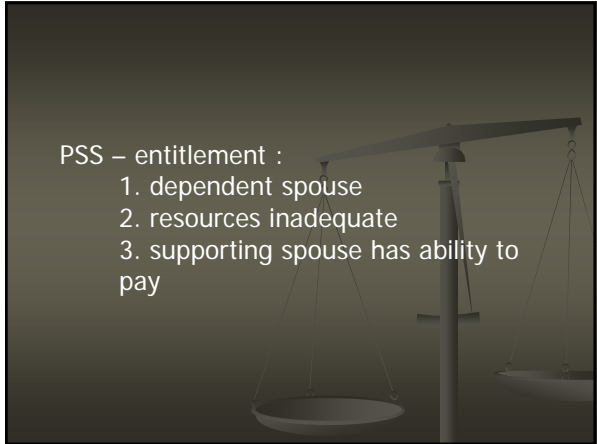 PSS – entitlement :
1. dependent spouse
2. resources inadequate
3. supporting spouse has ability to
pay